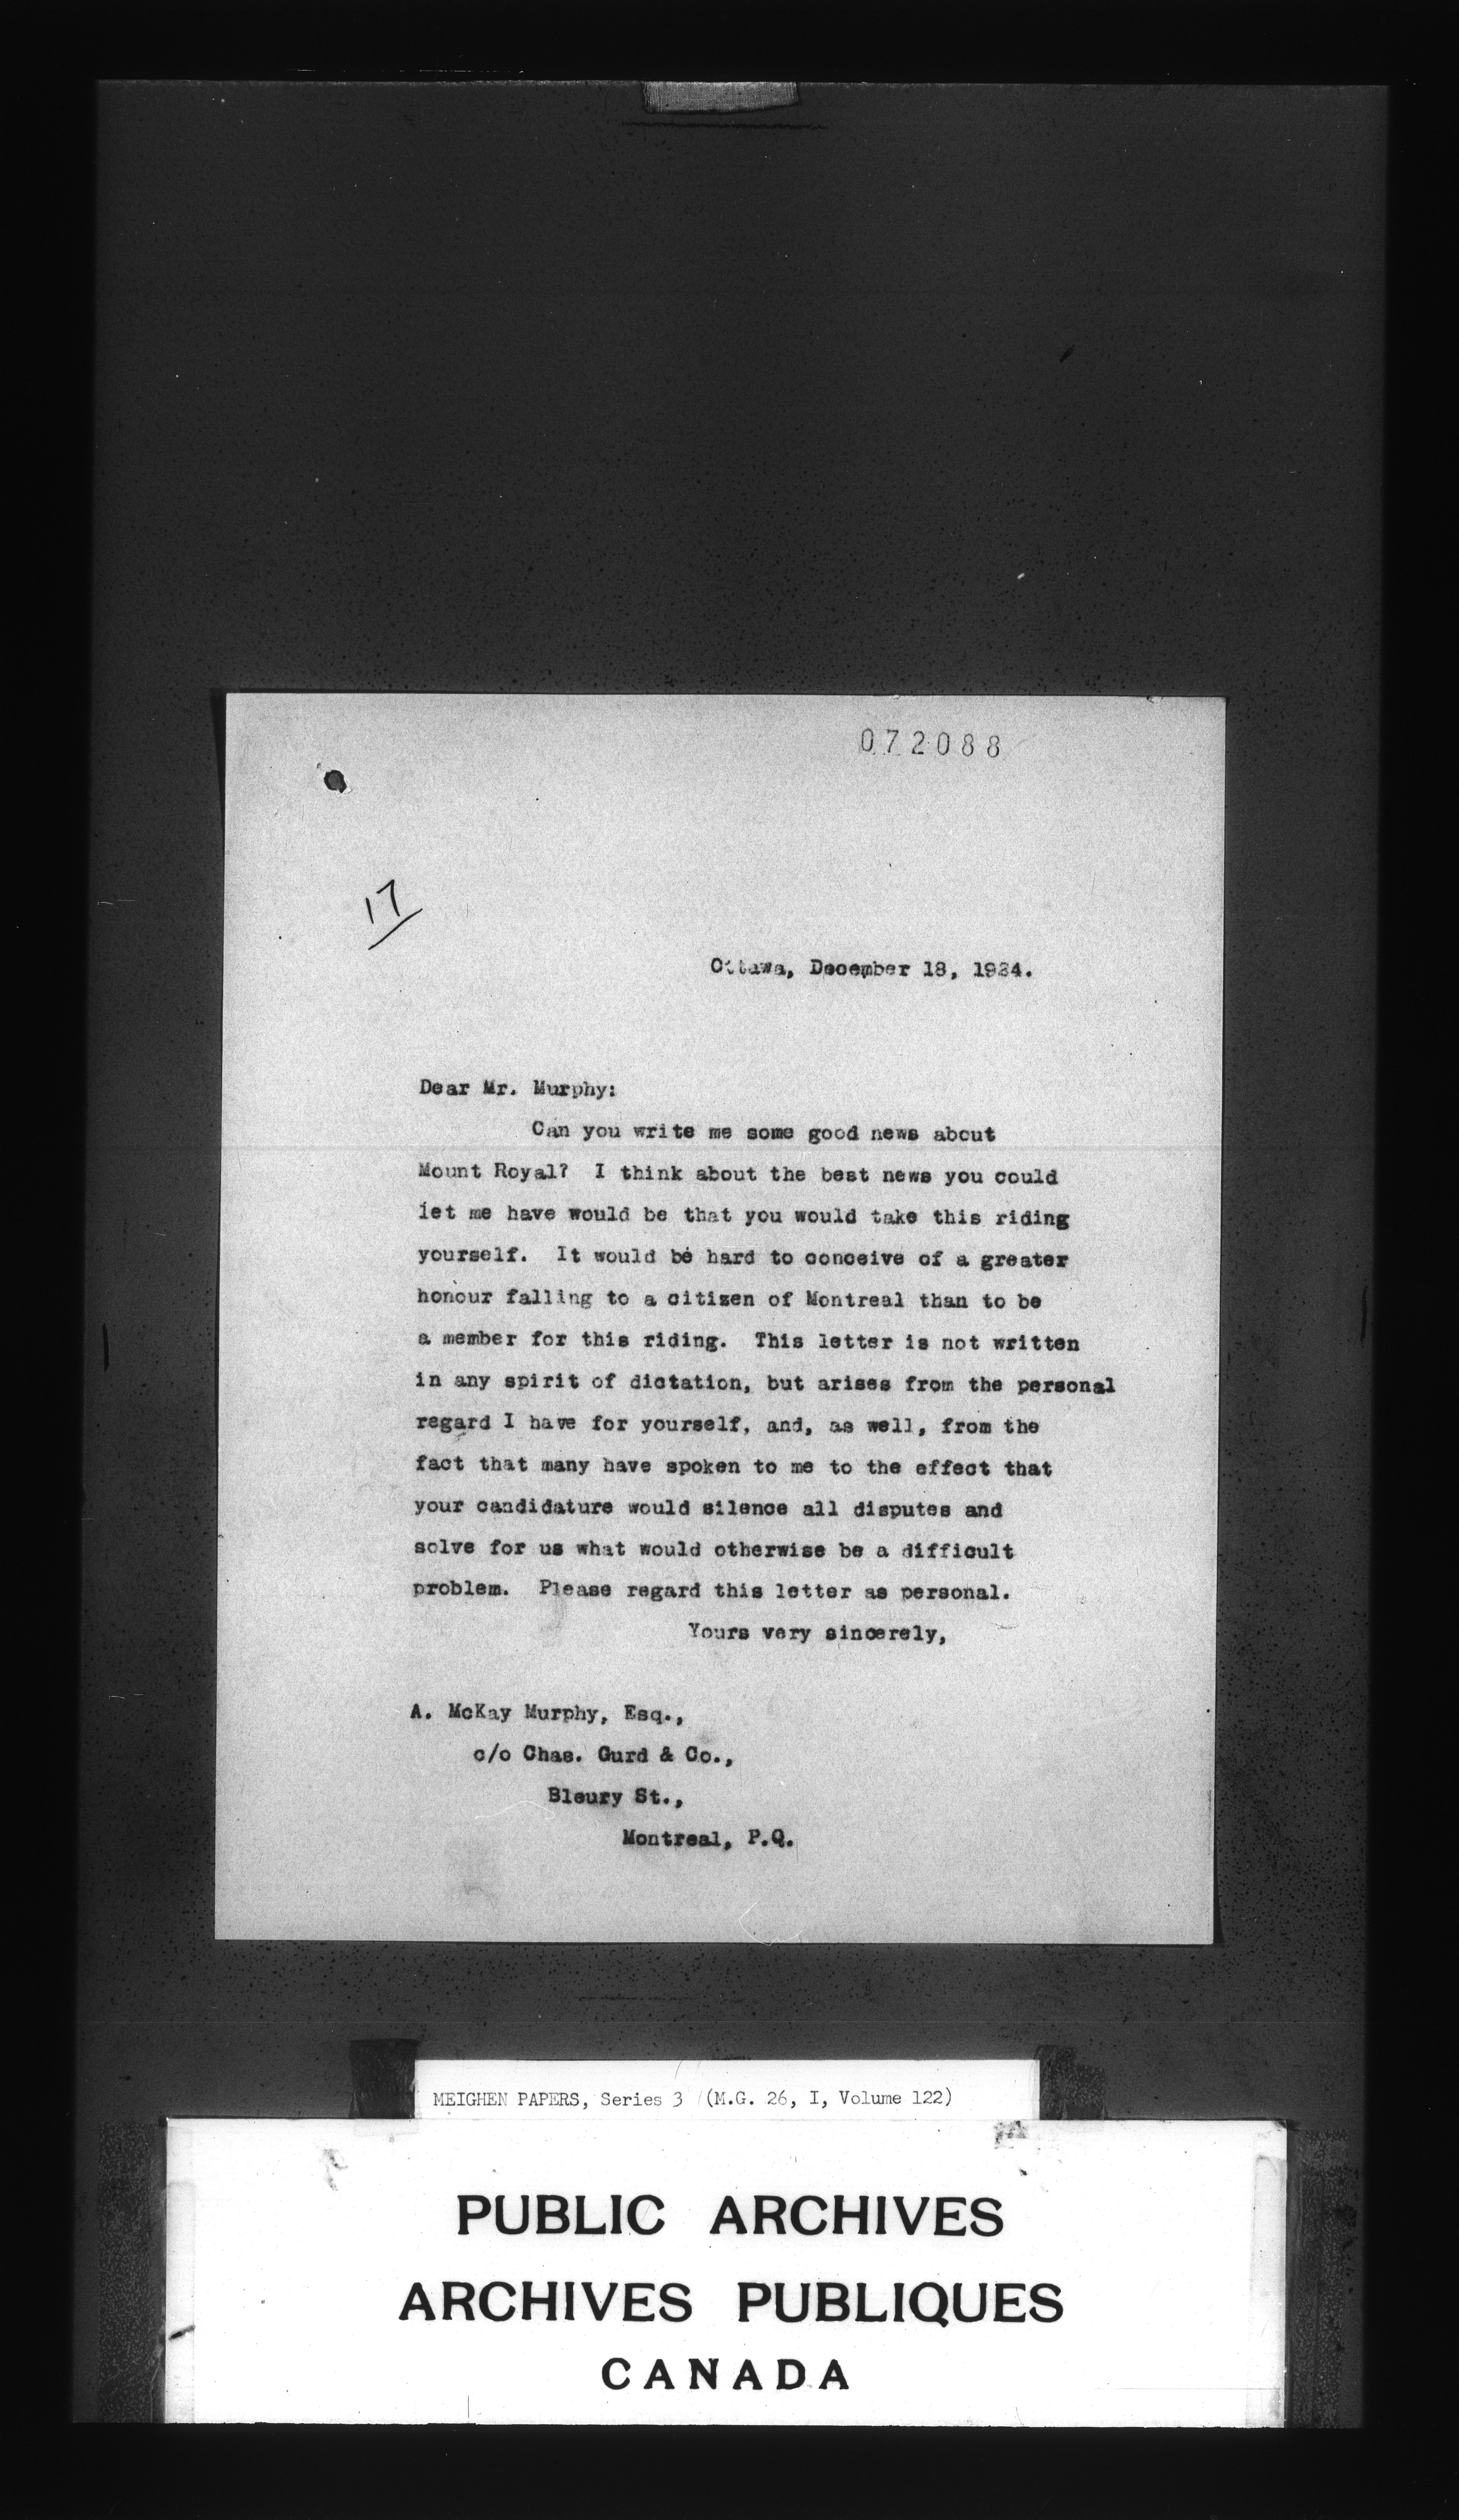 072088
17
Ottawa, December 18, 1924.
Dear Mr. Murphy:
Can you write me some good news about
Mount Royal? I think about the best news you could
let me have would be that you would take this riding
yourself. It would be hard to conceive of a greater
honour falling to a citizen of Montreal than to be
a member for this riding. This letter is not written
in any spirit of dictation, but arises from the personal
regard I have for yourself, and, as well, from the
fact that many have spoken to me to the effect that
your candidature would silence all disputes and
solve for us what would otherwise be a difficult
problem. Please regard this letter as personal.
Yours very sincerely,
A. McKay Murphy, Esq.,
c/o Chas. Gurd & Co.,
Bleury St.,
Montreal, P.Q.
MEIGHEN PAPERS, Series 3 (M.G. 26, I, Volume 122)
PUBLIC ARCHIVES
ARCHIVES PUBLIQUES
CANADA